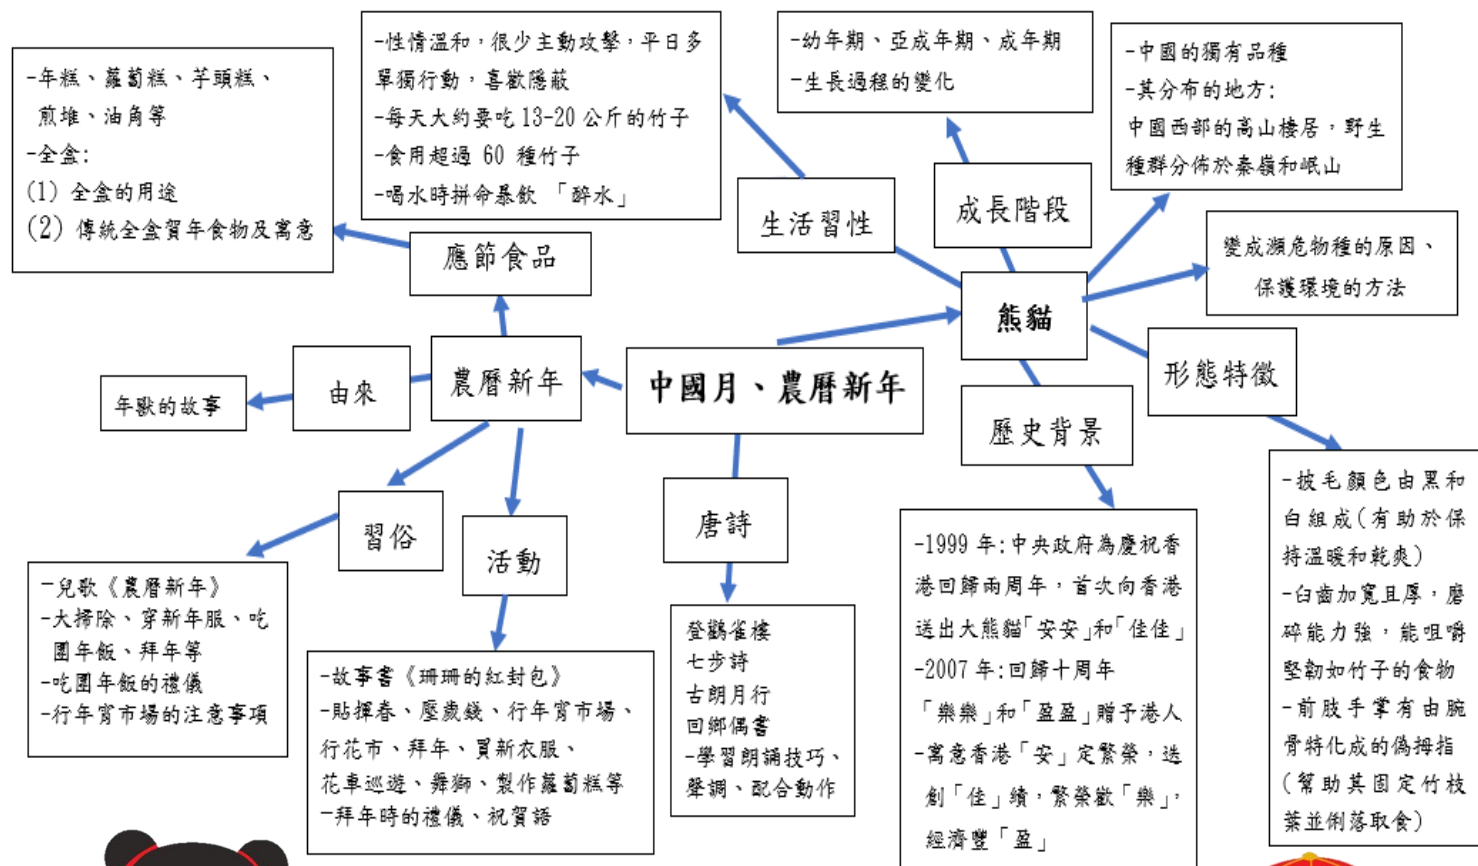 中國月、農曆新年
農曆新年
應節食品
-年糕、蘿蔔糕、芋頭糕、
煎堆、油角等
-全盒:
(1) 全盒的用途
(2) 傳統全盒賀年食物及寓意
由來
年獸的故事
習俗
-兒歌《農曆新年》
-大掃除、穿新年服、吃
團年飯、拜年等
-吃團年飯的禮儀
-行年宵市場的注意事項
活動
-故事書《珊珊的紅封包》
-貼揮春、壓歲錢、行年宵市場、
行花市、拜年、買新衣服、
花車巡遊、舞獅、製作蘿蔔糕等
-拜年時的禮儀、祝賀語
唐詩
登鸛雀樓
七步詩
古朗月行
回鄉偶書
-學習朗誦技巧、
聲調、配合動作
熊貓
生活習性
-性情溫和，很少主動攻擊，平日多
單獨行動，喜歡隱蔽
-每天大約要吃 13-20 公斤的竹子
-食用超過 60 種竹子
-喝水時拼命暴飲 「醉水」
成長階段
-幼年期、亞成年期、成年期
-生長過程的變化
-中國的獨有品種
-其分布的地方:
中國西部的高山棲居，野生
種群分佈於秦嶺和岷山
變成瀕危物種的原因、
保護環境的方法
形態特徵
-披毛顏色由黑和
白組成(有助於保
持溫暖和乾爽)
-臼齒加寬且厚，磨
碎能力強，能咀嚼
堅韌如竹子的食物
-前肢手掌有由腕
骨特化成的偽拇指
(幫助其固定竹枝
葉並俐落取食)
歷史背景
-1999 年:中央政府為慶祝香
港回歸兩周年，首次向香港
送出大熊貓「安安」和「佳佳」
-2007 年:回歸十周年
「樂樂」和「盈盈」贈予港人
-寓意香港「安」定繁榮，迭
創「佳」績，繁榮歡「樂」，
經濟豐「盈」